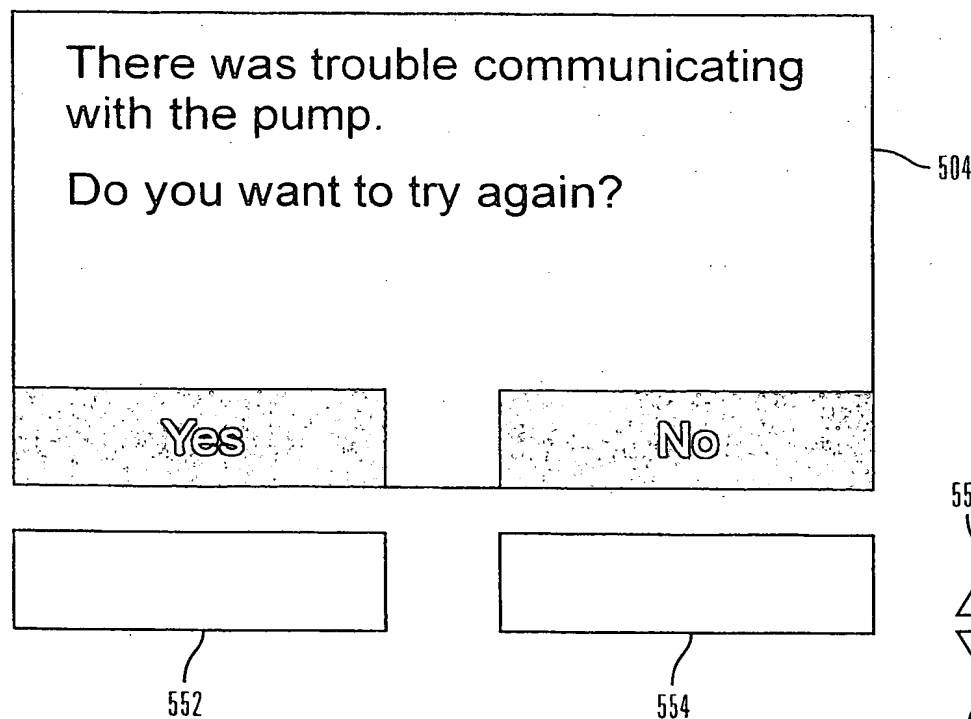 There was trouble communicating
with the pump.
Do you want to try again?
504
Yes No
552 554